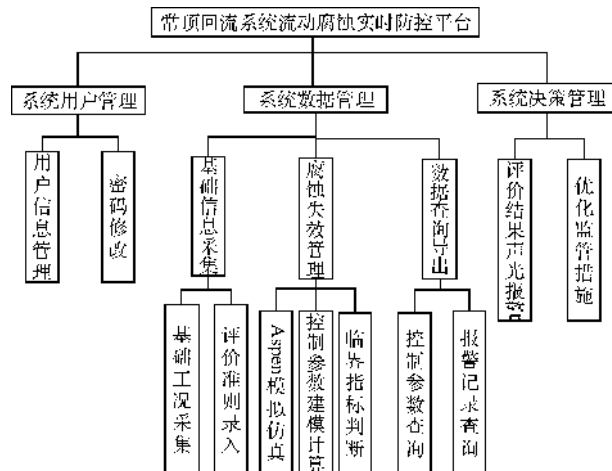 常顶回流系统流动腐蚀实时防控平台
系统用户管理
系统数据管理
系统决策管理
用户信息管理
密码修改
基础信息采集
腐蚀失效管理
数据查询导出
评价结果声光报警
优化监管措施
基础工况采集
评价准则录入
Aspen模拟仿真
控制参数建模计算
临界指标判断
控制参数查询
报警记录查询